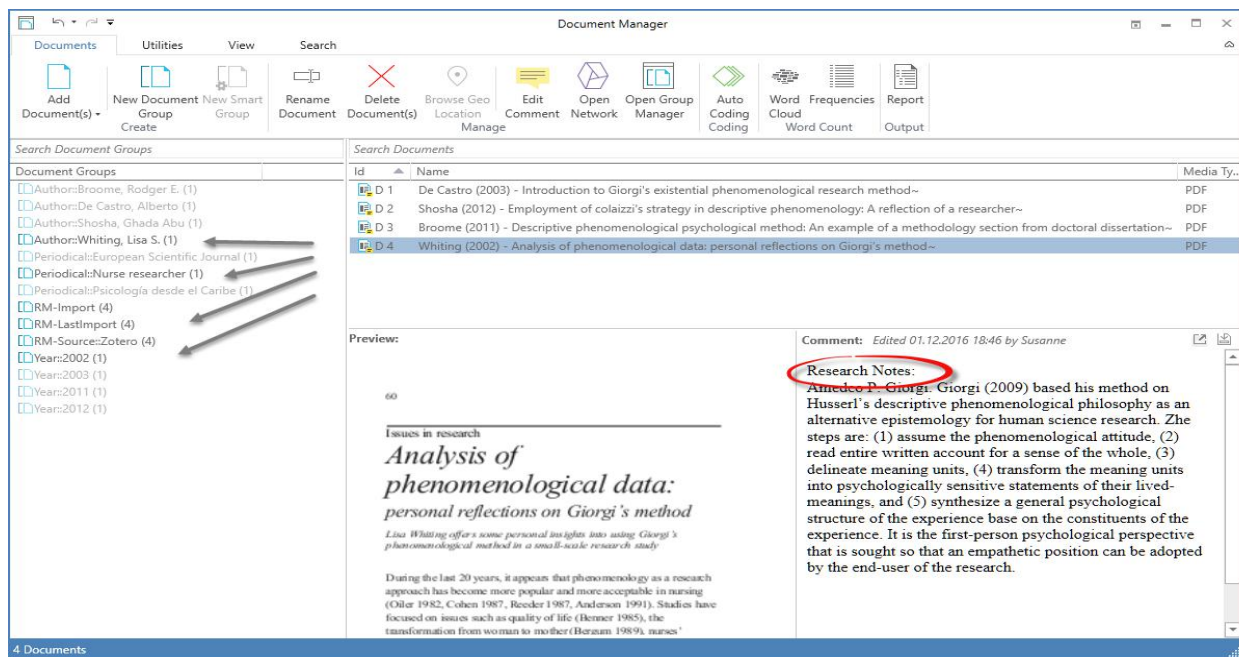 Document Manager
Documents Utilities View Search
Add Document(s)
New Document Group
New Smart Group
Create
Rename Document
Delete Document(s)
Browse Geo Location
Edit Comment
Open Network
Open Group Manager
Manage
Auto Coding
Coding
Word Cloud
Frequencies
Word Count
Report
Output
Search Document Groups
Document Groups
Author::Broome, Rodger E. (1)
Author::De Castro, Alberto (1)
Author::Shosha, Ghada Abu (1)
Author::Whiting, Lisa S. (1)
Periodical::European Scientific Journal (1)
Periodical::Nurse researcher (1)
Periodical::Psicología desde el Caribe (1)
RM-Import (4)
RM-LastImport (4)
RM-Source::Zotero (4)
Year::2002 (1)
Year::2003 (1)
Year::2011 (1)
Year::2012 (1)
Search Documents
Id Name Media Ty..
D 1 De Castro (2003) - Introduction to Giorgi's existential phenomenological research method~ PDF
D 2 Shosha (2012) - Employment of colaizzi's strategy in descriptive phenomenology: A reflection of a researcher~ PDF
D 3 Broome (2011) - Descriptive phenomenological psychological method: An example of a methodology section from doctoral dissertation~ PDF
D 4 Whiting (2002) - Analysis of phenomenological data: personal reflections on Giorgi's method~ PDF
Preview:
60
Issues in research
Analysis of
phenomenological data:
personal reflections on Giorgi's method
Lisa Whiting offers some personal insights into using Giorgi's
phenomenological method in a small-scale research study
During the last 20 years, it appears that phenomenology as a research
approach has become more popular and more acceptable in nursing
(Oiler 1982, Cohen 1987, Reeder 1987, Anderson 1991). Studies have
focused on issues such as quality of life (Benner 1985), the
transformation from woman to mother (Bergum 1989), nurses'
Comment: Edited 01.12.2016 18:46 by Susanne
Research Notes:
Amedeo P. Giorgi. Giorgi (2009) based his method on
Husserl's descriptive phenomenological philosophy as an
alternative epistemology for human science research. Zhe
steps are: (1) assume the phenomenological attitude, (2)
read entire written account for a sense of the whole, (3)
delineate meaning units, (4) transform the meaning units
into psychologically sensitive statements of their lived-
meanings, and (5) synthesize a general psychological
structure of the experience base on the constituents of the
experience. It is the first-person psychological perspective
that is sought so that an empathetic position can be adopted
by the end-user of the research.
4 Documents